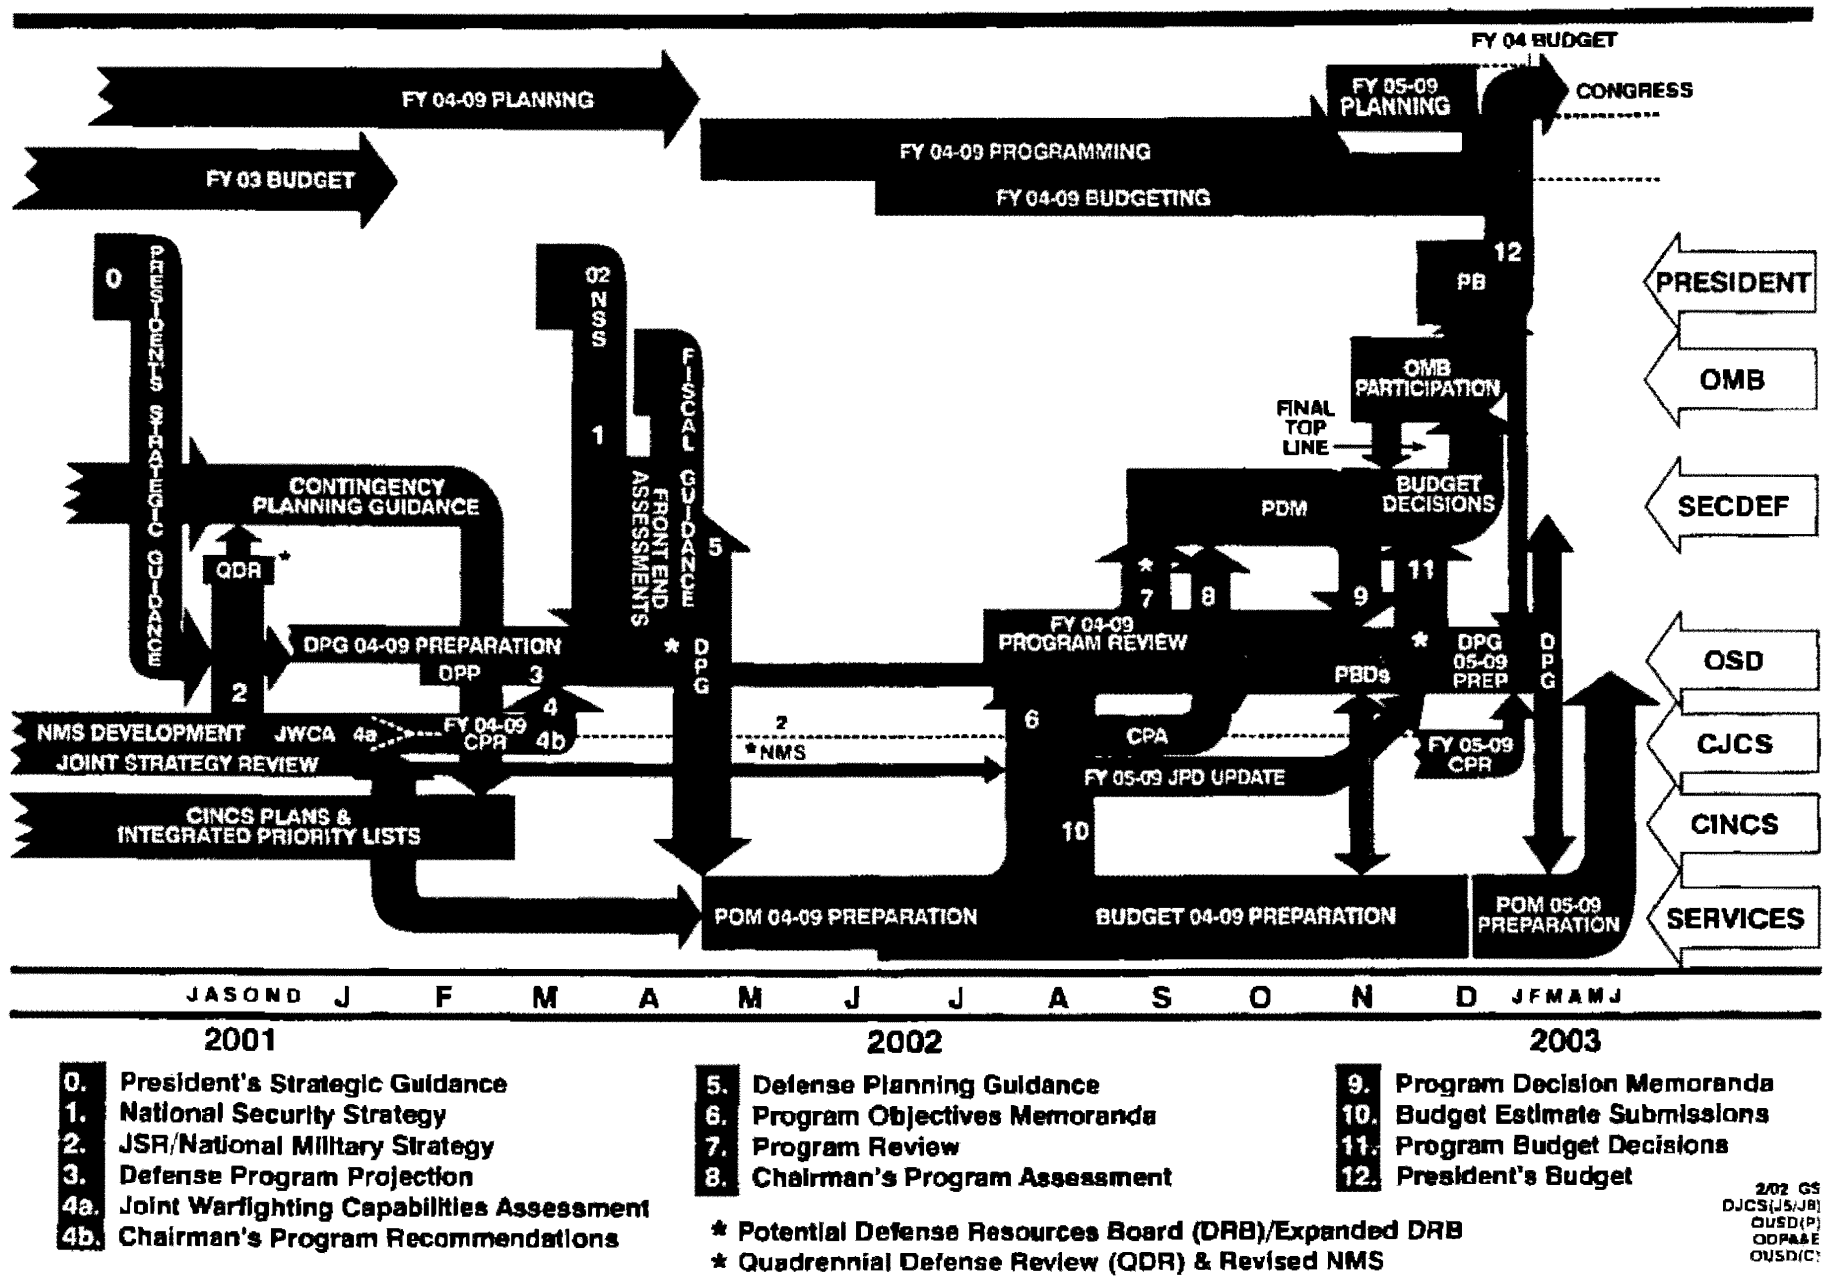 FY 04 BUDGET
FY 04-09 PLANNNG
FY 05-09
PLANNING
CONGRESS
FY 04-09 PROGRAMMING
FY 03 BUDGET
FY 04-09 BUDGETING
0
PRESIDENT'S STRATEGIC GUIDANCE
02
NSS
1
12
PB
PRESIDENT
FISCAL GUIDANCE
OMB
PARTICIPATION
OMB
FINAL
TOP
LINE
CONTINGENCY
PLANNING GUIDANCE
FRONT END
ASSESSMENTS
PDM
BUDGET
DECISIONS
SECDEF
QDR *
5
* 7
8
9
11
DPG 04-09 PREPARATION
* DPG
FY 04-09
PROGRAM REVIEW
*
DPG
05-09
PREP
DPG
OSD
DPP 3
PBDs
2
4
NMS DEVELOPMENT JWCA 4a
FY 04-09
CPR 4b
2
*NMS
6
CPA
FY 05-09
CPR
CJCS
JOINT STRATEGY REVIEW
FY 05-09 JPD UPDATE
CINCS PLANS &
INTEGRATED PRIORITY LISTS
10
CINCS
POM 04-09 PREPARATION
BUDGET 04-09 PREPARATION
POM 05-09
PREPARATION
SERVICES
J A S O N D J F M A M J J A S O N D J F M A M J
2001 2002 2003
0. President's Strategic Guidance
1. National Security Strategy
2. JSR/National Military Strategy
3. Defense Program Projection
4a. Joint Warfighting Capabilities Assessment
4b. Chairman's Program Recommendations
5. Defense Planning Guidance
6. Program Objectives Memoranda
7. Program Review
8. Chairman's Program Assessment
* Potential Defense Resources Board (DRB)/Expanded DRB
* Quadrennial Defense Review (QDR) & Revised NMS
9. Program Decision Memoranda
10. Budget Estimate Submissions
11. Program Budget Decisions
12. President's Budget
2/02 GS
DJCS(J5/J8)
OUSD(P)
ODPA&E
OUSD(C)